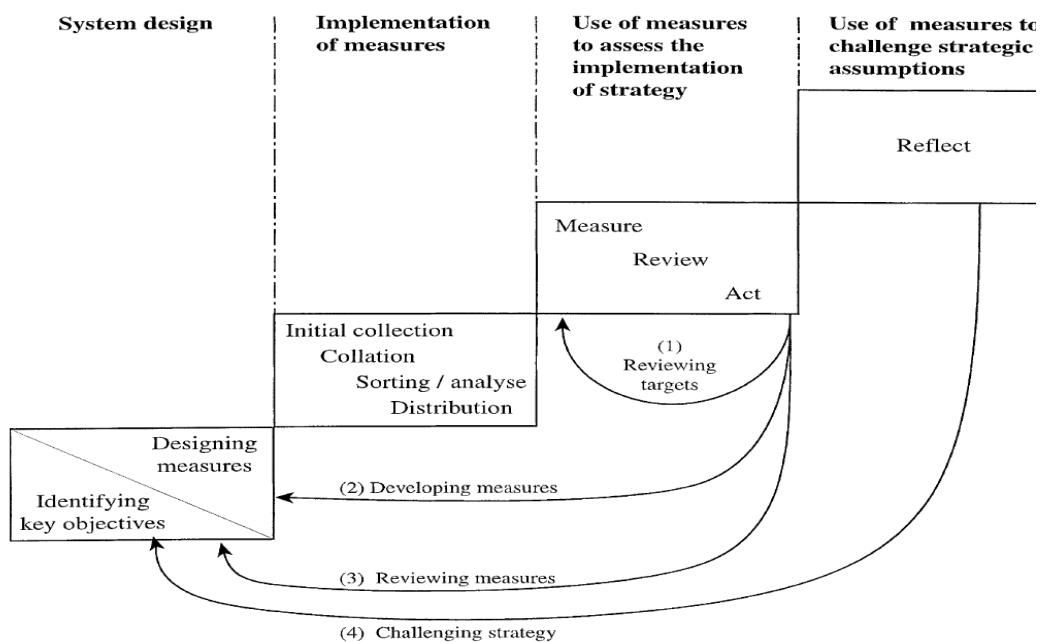 System design
Implementation
of measures
Use of measures
to assess the
implementation
of strategy
Use of measures to
challenge strategic
assumptions
Reflect
Measure
Review
Act
(1)
Reviewing
targets
Initial collection
Collation
Sorting / analyse
Distribution
Designing
measures
Identifying
key objectives
(2) Developing measures
(3) Reviewing measures
(4) Challenging strategy